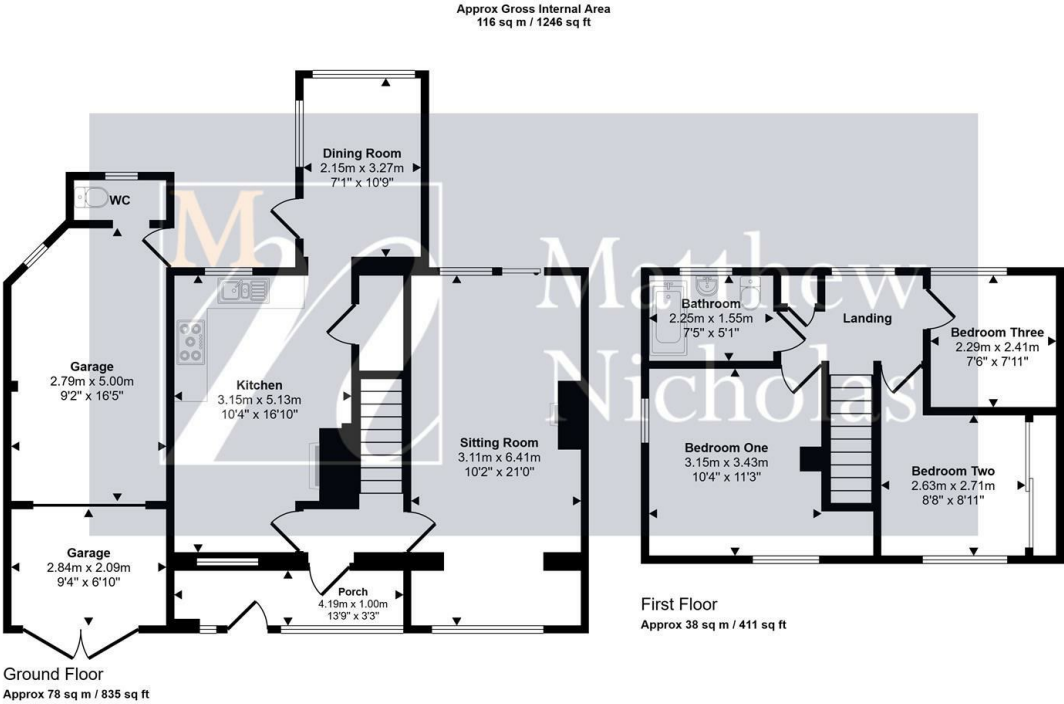 Approx Gross Internal Area
116 sq m / 1246 sq ft
Dining Room
2.15m x 3.27m
7'1" x 10'9"
WC
M
Matthew
Nicholas
Garage
2.79m x 5.00m
9'2" x 16'5"
Kitchen
3.15m x 5.13m
10'4" x 16'10"
Sitting Room
3.11m x 6.41m
10'2" x 21'0"
Garage
2.84m x 2.09m
9'4" x 6'10"
Porch
4.19m x 1.00m
13'9" x 3'3"
Ground Floor
Approx 78 sq m / 835 sq ft
Bathroom
2.25m x 1.55m
7'5" x 5'1"
Landing
Bedroom Three
2.29m x 2.41m
7'6" x 7'11"
Bedroom One
3.15m x 3.43m
10'4" x 11'3"
Bedroom Two
2.63m x 2.71m
8'8" x 8'11"
First Floor
Approx 38 sq m / 411 sq ft